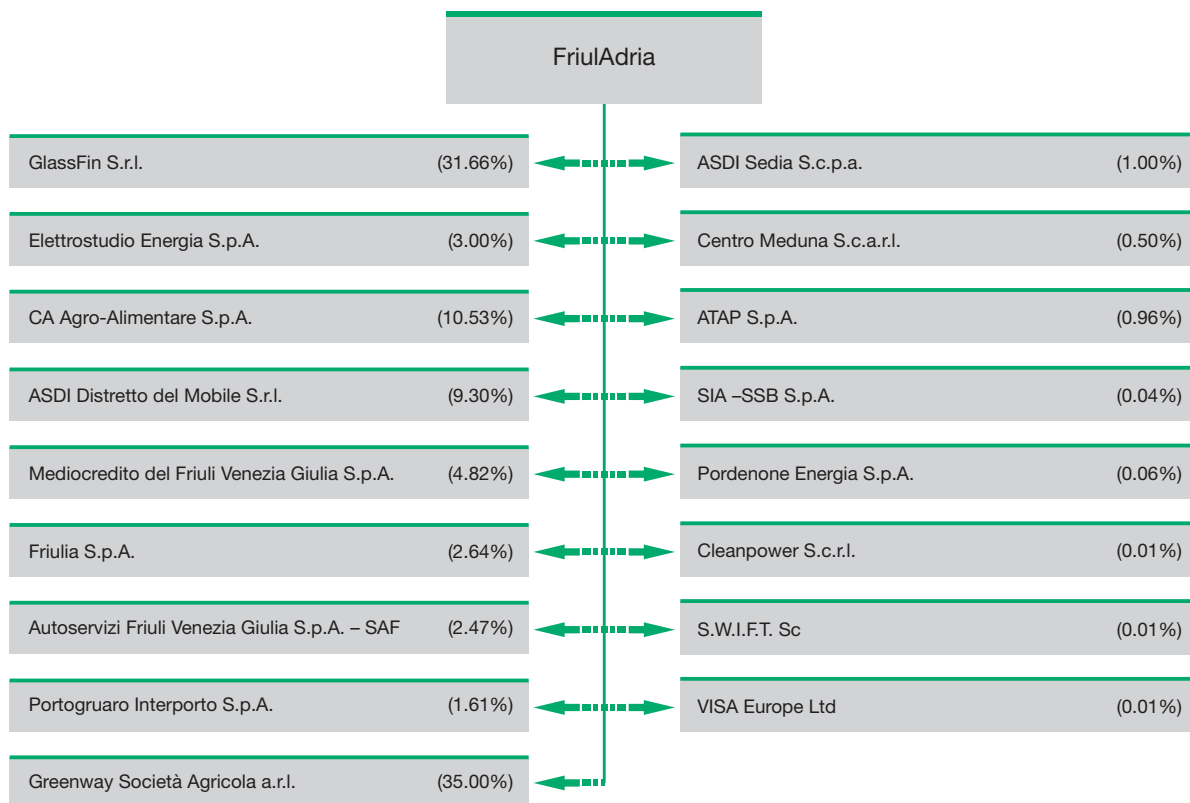 FriulAdria
GlassFin S.r.l. (31.66%)
ASDI Sedia S.c.p.a. (1.00%)
Elettrostudio Energia S.p.A. (3.00%)
Centro Meduna S.c.a.r.l. (0.50%)
CA Agro-Alimentare S.p.A. (10.53%)
ATAP S.p.A. (0.96%)
ASDI Distretto del Mobile S.r.l. (9.30%)
SIA –SSB S.p.A. (0.04%)
Mediocredito del Friuli Venezia Giulia S.p.A. (4.82%)
Pordenone Energia S.p.A. (0.06%)
Friulia S.p.A. (2.64%)
Cleanpower S.c.r.l. (0.01%)
Autoservizi Friuli Venezia Giulia S.p.A. – SAF (2.47%)
S.W.I.F.T. Sc (0.01%)
Portogruaro Interporto S.p.A. (1.61%)
VISA Europe Ltd (0.01%)
Greenway Società Agricola a.r.l. (35.00%)